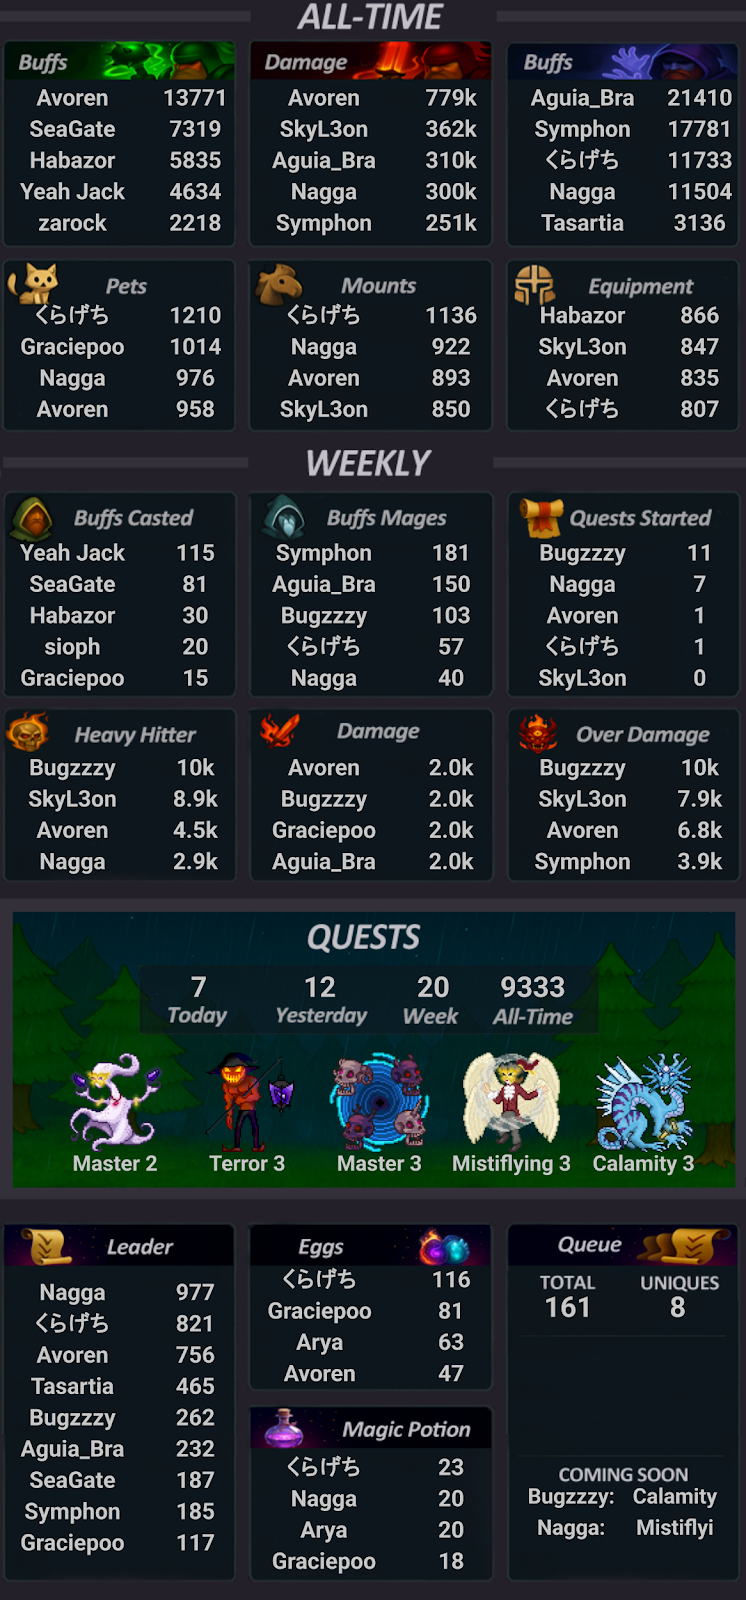 ALL-TIME
Buffs
Avoren 13771
SeaGate 7319
Habazor 5835
Yeah Jack 4634
zarock 2218
Damage
Avoren 779k
SkyL3on 362k
Aguia_Bra 310k
Nagga 300k
Symphon 251k
Buffs
Aguia_Bra 21410
Symphon 17781
くらげち 11733
Nagga 11504
Tasartia 3136
Pets
くらげち 1210
Graciepoo 1014
Nagga 976
Avoren 958
Mounts
くらげち 1136
Nagga 922
Avoren 893
SkyL3on 850
Equipment
Habazor 866
SkyL3on 847
Avoren 835
くらげち 807
WEEKLY
Buffs Casted
Yeah Jack 115
SeaGate 81
Habazor 30
sioph 20
Graciepoo 15
Buffs Mages
Symphon 181
Aguia_Bra 150
Bugzzzy 103
くらげち 57
Nagga 40
Quests Started
Bugzzzy 11
Nagga 7
Avoren 1
くらげち 1
SkyL3on 0
Heavy Hitter
Bugzzzy 10k
SkyL3on 8.9k
Avoren 4.5k
Nagga 2.9k
Damage
Avoren 2.0k
Bugzzzy 2.0k
Graciepoo 2.0k
Aguia_Bra 2.0k
Over Damage
Bugzzzy 10k
SkyL3on 7.9k
Avoren 6.8k
Symphon 3.9k
QUESTS
7 12 20 9333
Today Yesterday Week All-Time
Master 2 Terror 3 Master 3 Mistiflying 3 Calamity 3
Leader
Nagga 977
くらげち 821
Avoren 756
Tasartia 465
Bugzzzy 262
Aguia_Bra 232
SeaGate 187
Symphon 185
Graciepoo 117
Eggs
くらげち 116
Graciepoo 81
Arya 63
Avoren 47
Magic Potion
くらげち 23
Nagga 20
Arya 20
Graciepoo 18
Queue
TOTAL UNIQUES
161 8
COMING SOON
Bugzzzy: Calamity
Nagga: Mistiflyi